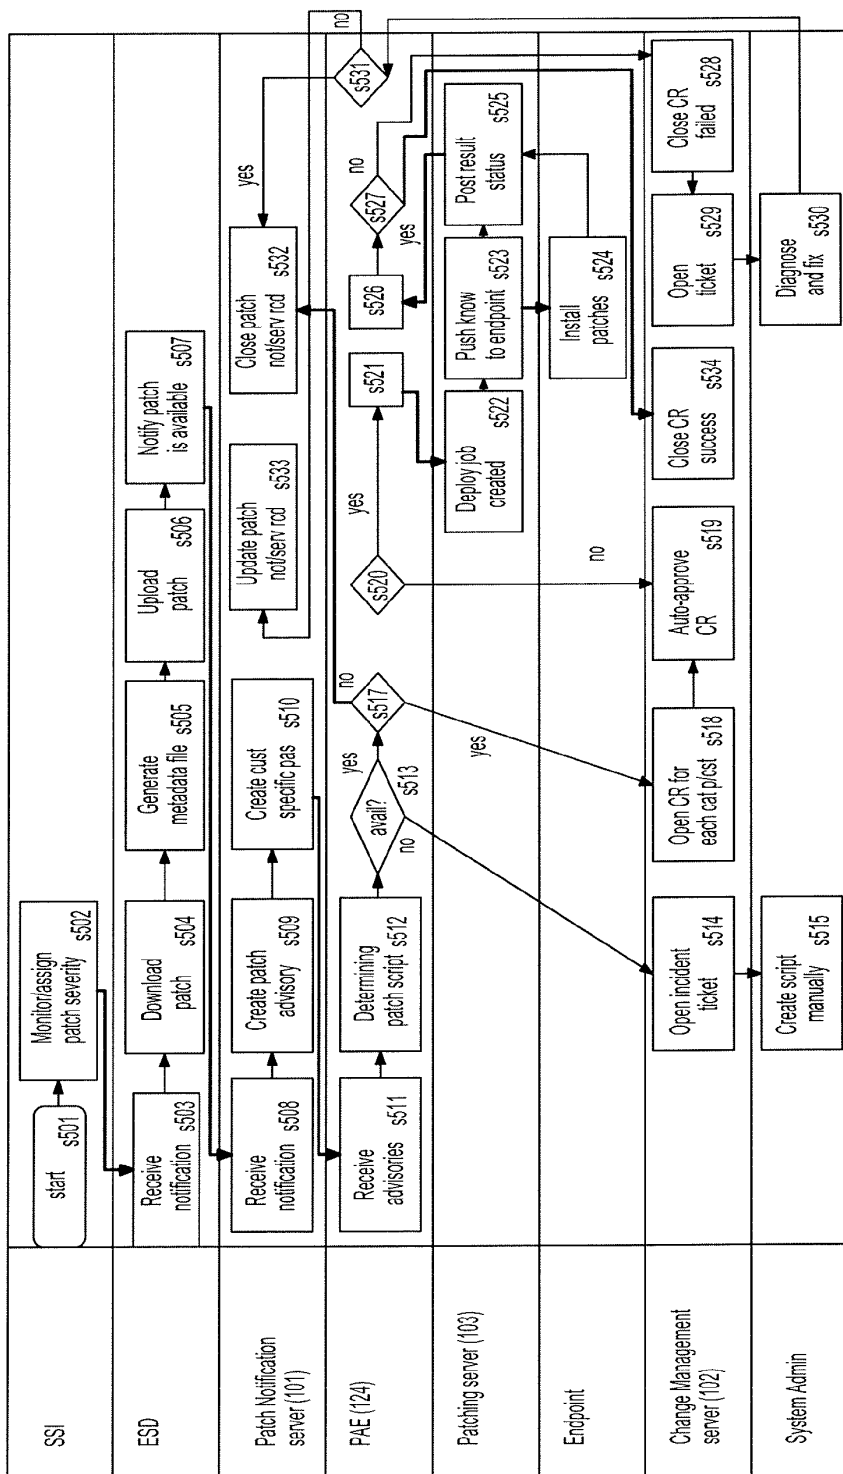 SSI
start
s501
Monitor/assign
patch severity
s502
ESD
Receive
notification
s503
Download
patch
s504
Generate
metadata file
s505
Upload
patch
s506
Notify patch
is available
s507
Patch Notification
server (101)
Receive
notification
s508
Create patch
advisory
s509
Create cust
specific pas
s510
Update patch
not/serv rod
s533
Close patch
not/serv rod
s532
yes
no
PAE (124)
Receive
advisories
s511
Determining
patch script
s512
avail?
s513
yes
no
s517
no
yes
s520
yes
no
s521
s526
s527
no
yes
s531
Patching server (103)
Deploy job
created
s522
Push know
to endpoint
s523
Post result
status
s525
Endpoint
Install
patches
s524
Change Management
server (102)
Open incident
ticket
s514
Open CR for
each cat p/cst
s518
Auto-approve
CR
s519
Close CR
success
s534
Open
ticket
s529
Close CR
failed
s528
System Admin
Create script
manually
s515
Diagnose
and fix
s530